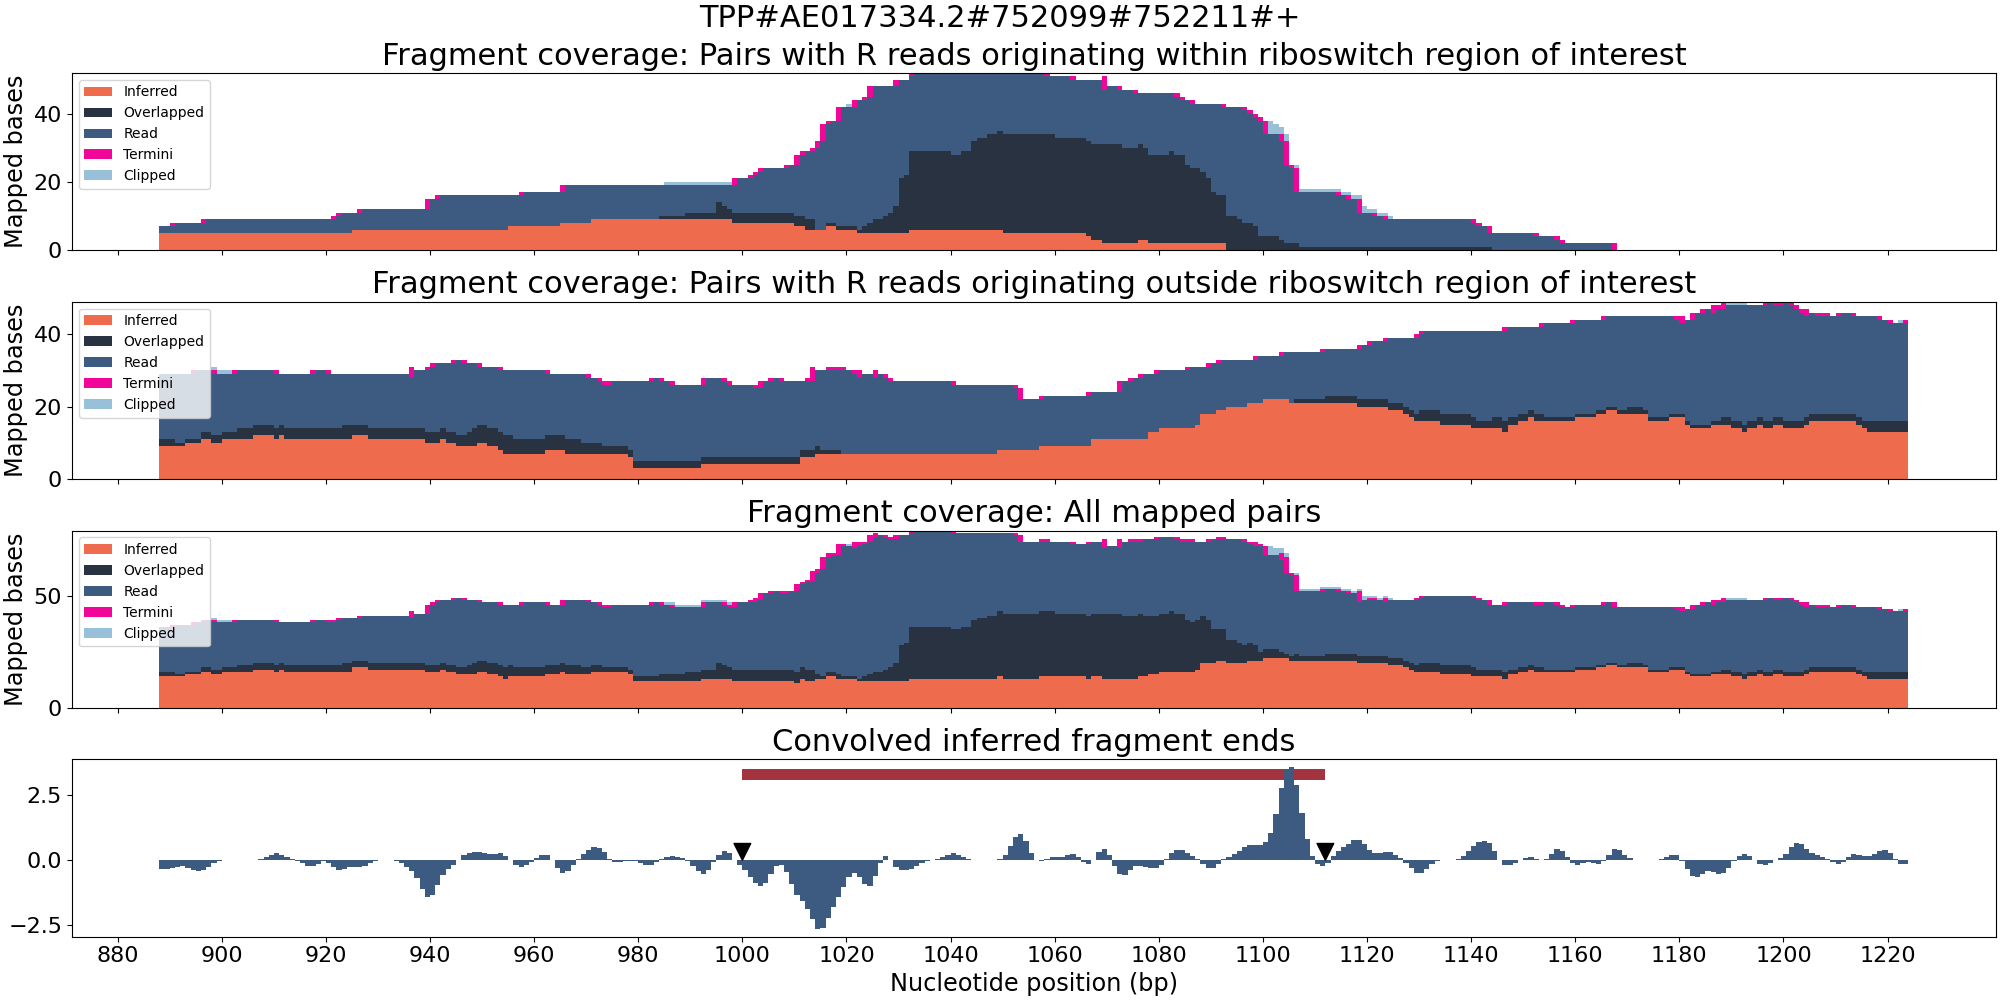 TPP#AE017334.2#752099#752211#+
Fragment coverage: Pairs with R reads originating within riboswitch region of interest
Mapped bases
40
20
0
Inferred
Overlapped
Read
Termini
Clipped
Fragment coverage: Pairs with R reads originating outside riboswitch region of interest
Mapped bases
40
20
0
Inferred
Overlapped
Read
Termini
Clipped
Fragment coverage: All mapped pairs
Mapped bases
50
0
Inferred
Overlapped
Read
Termini
Clipped
Convolved inferred fragment ends
2.5
0.0
−2.5
880 900 920 940 960 980 1000 1020 1040 1060 1080 1100 1120 1140 1160 1180 1200 1220
Nucleotide position (bp)